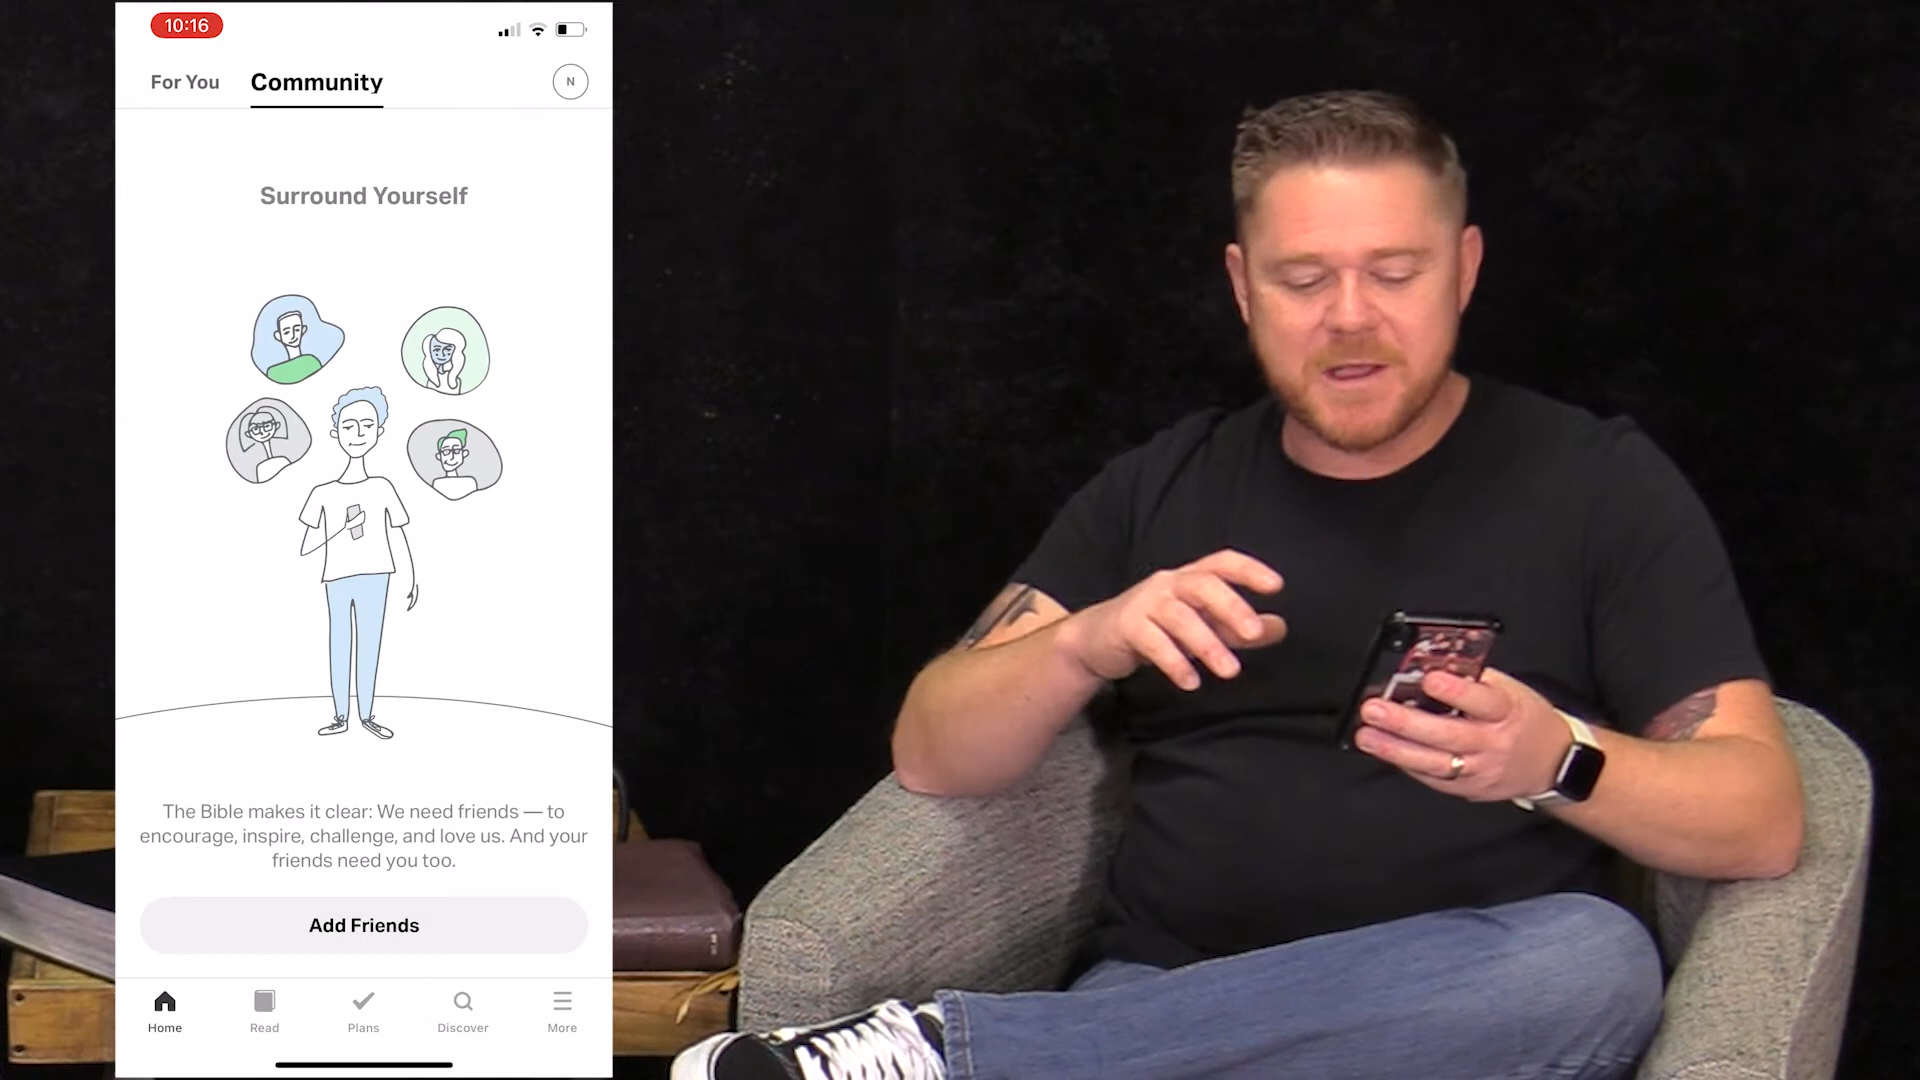 10:16
For You Community N
Surround Yourself
The Bible makes it clear: We need friends — to
encourage, inspire, challenge, and love us. And your
friends need you too.
Add Friends
Home Read Plans Discover More